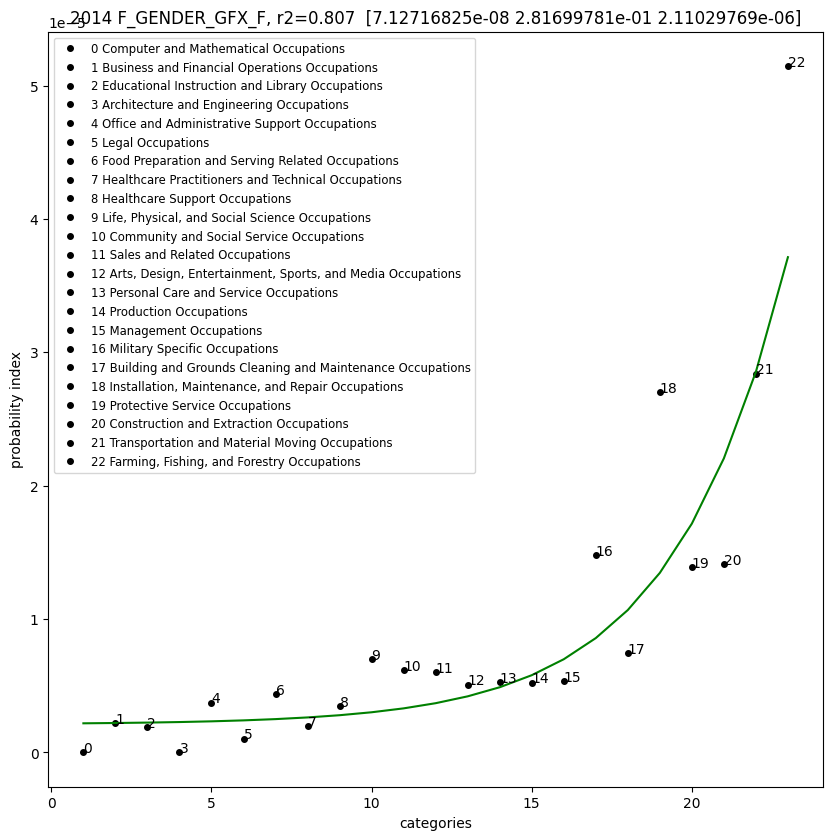 2014 F_GENDER_GFX_F, r2=0.807 [7.12716825e-08 2.81699781e-01 2.11029769e-06]
1e−5
0 Computer and Mathematical Occupations
1 Business and Financial Operations Occupations
2 Educational Instruction and Library Occupations
3 Architecture and Engineering Occupations
4 Office and Administrative Support Occupations
5 Legal Occupations
6 Food Preparation and Serving Related Occupations
7 Healthcare Practitioners and Technical Occupations
8 Healthcare Support Occupations
9 Life, Physical, and Social Science Occupations
10 Community and Social Service Occupations
11 Sales and Related Occupations
12 Arts, Design, Entertainment, Sports, and Media Occupations
13 Personal Care and Service Occupations
14 Production Occupations
15 Management Occupations
16 Military Specific Occupations
17 Building and Grounds Cleaning and Maintenance Occupations
18 Installation, Maintenance, and Repair Occupations
19 Protective Service Occupations
20 Construction and Extraction Occupations
21 Transportation and Material Moving Occupations
22 Farming, Fishing, and Forestry Occupations
probability index
5
4
3
2
1
0
0 1 2 3 4 5 6 7 8 9 10 11 12 13 14 15 16 17 18 19 20 21 22
0 5 10 15 20
categories